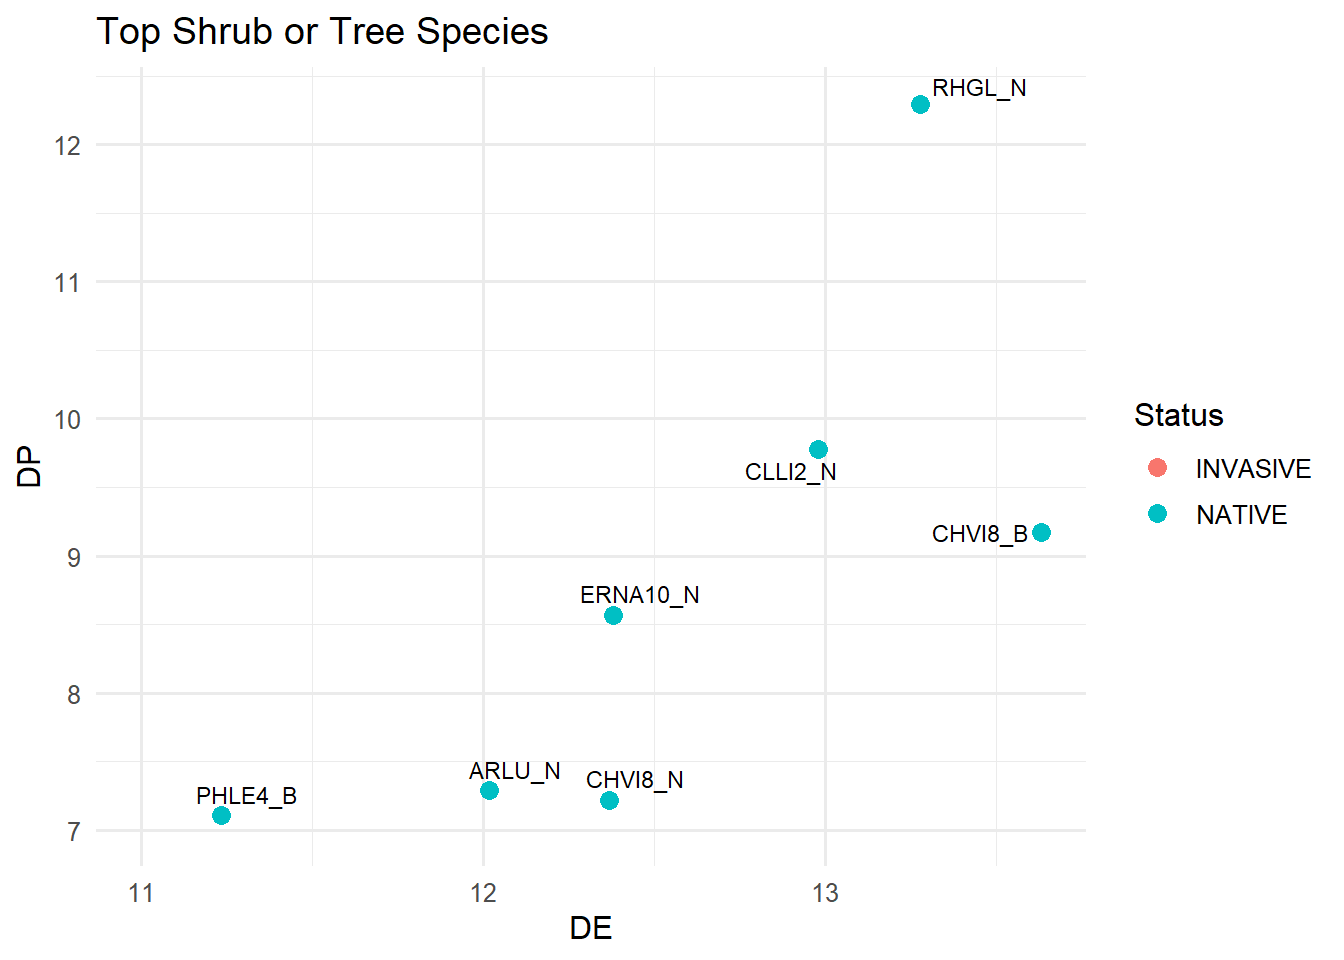 Top Shrub or Tree Species
RHGL_N
12
11
10
CLLI2_N
CHVI8_B
9
ERNA10_N
8
ARLU_N
CHVI8_N
PHLE4_B
7
DP
11
12
13
DE
Status
INVASIVE
NATIVE